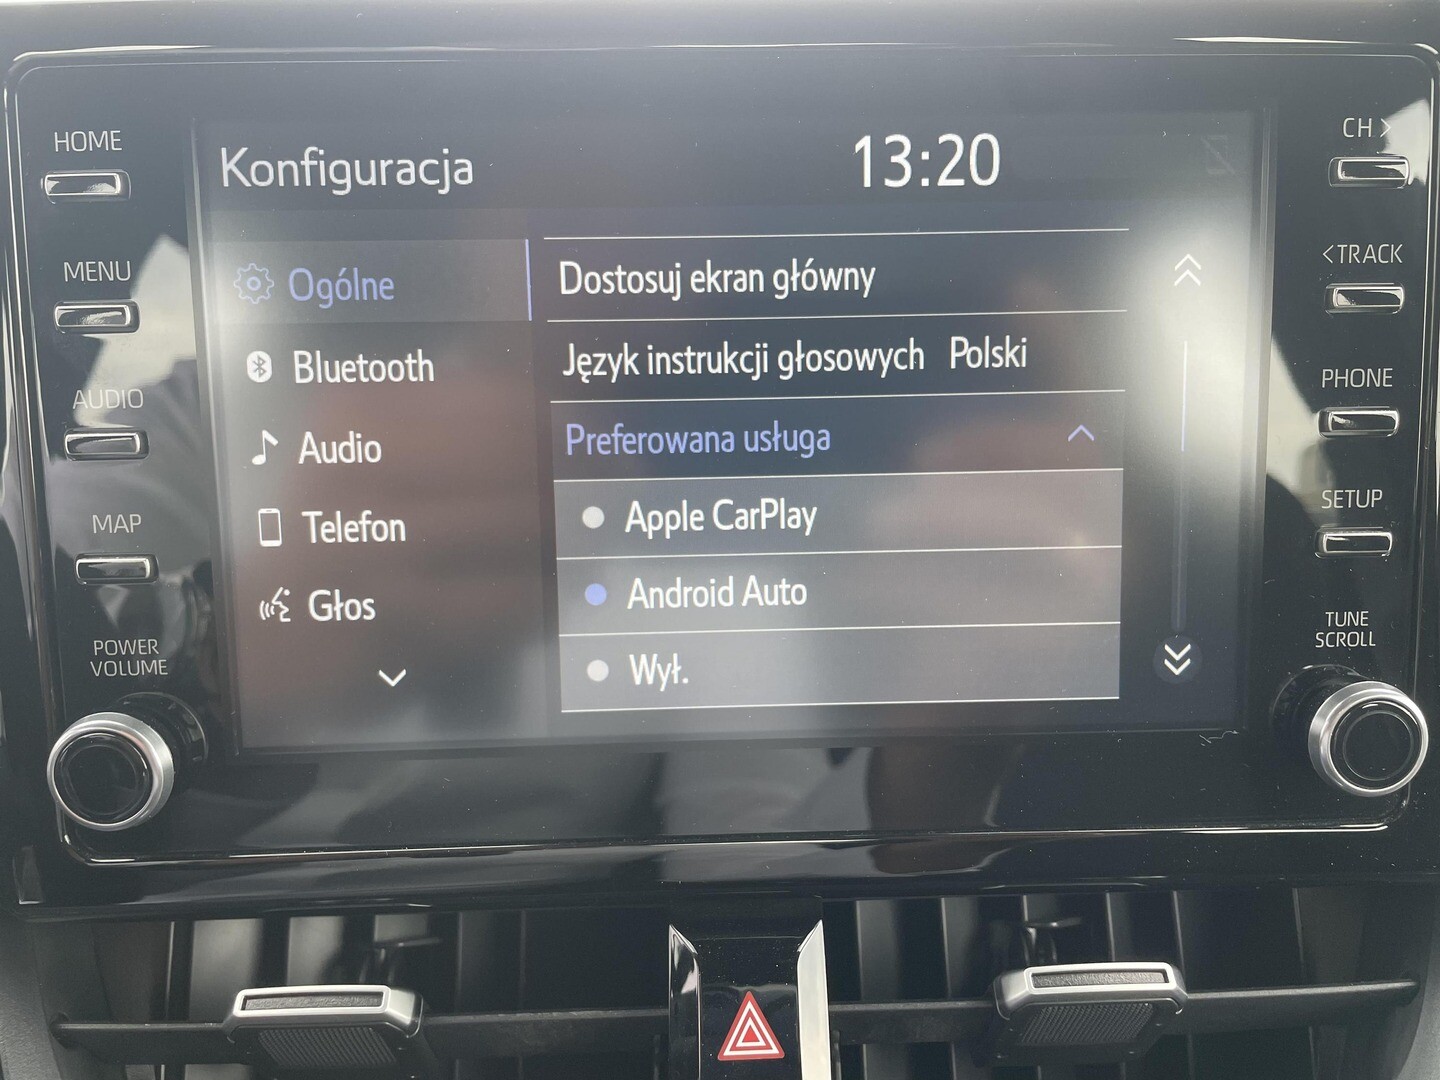 HOME
MENU
AUDIO
MAP
POWER
VOLUME
Konfiguracja
13:20
Ogólne
Bluetooth
Audio
Telefon
Głos
Dostosuj ekran główny
Język instrukcji głosowych Polski
Preferowana usługa
Apple CarPlay
Android Auto
Wył.
CH >
< TRACK
PHONE
SETUP
TUNE
SCROLL